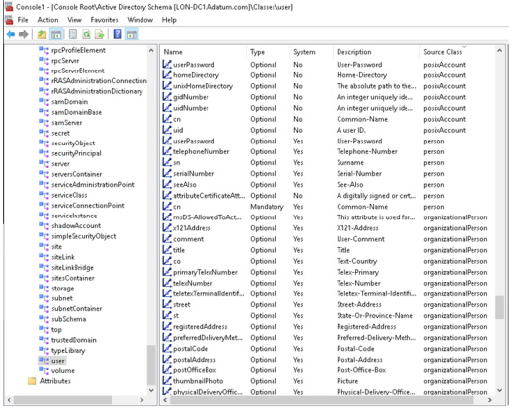 Console1 - [Console Root\Active Directory Schema [LON-DC1.Adatum.com]\Classe\user]
File Action View Favorites Window Help
rpcProfileElement
rpcServer
rpcServerElement
rRASAdministrationConnection
rRASAdministrationDictionary
samDomain
samDomainBase
samServer
secret
securityObject
securityPrincipal
server
serversContainer
serviceAdministrationPoint
serviceClass
serviceConnectionPoint
serviceInstance
shadowAccount
simpleSecurityObject
site
siteLink
siteLinkBridge
sitesContainer
storage
subnet
subnetContainer
subSchema
top
trustedDomain
typeLibrary
user
volume
Attributes
Name Type System Description Source Class
userPassword Optional No User-Password posixAccount
homeDirectory Optional No Home-Directory posixAccount
unixHomeDirectory Optional No The absolute path to the... posixAccount
gidNumber Optional No An integer uniquely ide... posixAccount
uidNumber Optional No An integer uniquely ide... posixAccount
cn Optional No Common-Name posixAccount
uid Optional No A user ID. posixAccount
userPassword Optional Yes User-Password person
telephoneNumber Optional Yes Telephone-Number person
sn Optional Yes Surname person
serialNumber Optional Yes Serial-Number person
seeAlso Optional Yes See-Also person
attributeCertificateAtt... Optional No A digitally signed or cert... person
cn Mandatory Yes Common-Name person
msDS-AllowedToAct... Optional Yes This attribute is used for... organizationalPerson
x121Address Optional Yes X121-Address organizationalPerson
comment Optional Yes User-Comment organizationalPerson
title Optional Yes Title organizationalPerson
co Optional Yes Text-Country organizationalPerson
primaryTelexNumber Optional Yes Telex-Primary organizationalPerson
telexNumber Optional Yes Telex-Number organizationalPerson
teletexTerminalIdentif... Optional Yes Teletex-Terminal-Identifi... organizationalPerson
street Optional Yes Street-Address organizationalPerson
st Optional Yes State-Or-Province-Name organizationalPerson
registeredAddress Optional Yes Registered-Address organizationalPerson
preferredDeliveryMet... Optional Yes Preferred-Delivery-Meth... organizationalPerson
postalCode Optional Yes Postal-Code organizationalPerson
postalAddress Optional Yes Postal-Address organizationalPerson
postOfficeBox Optional Yes Post-Office-Box organizationalPerson
thumbnailPhoto Optional Yes Picture organizationalPerson
physicalDeliveryOffic... Optional Yes Physical-Delivery-Office... organizationalPerson